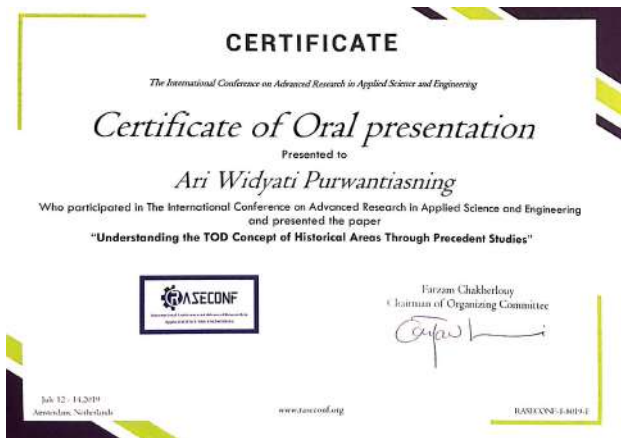 CERTIFICATE
The International Conference on Advanced Research in Applied Science and Engineering
Certificate of Oral presentation
Presented to
Ari Widyati Purwantiasning
Who participated in The International Conference on Advanced Research in Applied Science and Engineering
and presented the paper
"Understanding the TOD Concept of Historical Areas Through Precedent Studies"
RASECONF
Farzam Chakherlouy
Chairman of Organizing Committee
July 12 - 14,2019
Amsterdam, Netherlands
www.raseconf.org